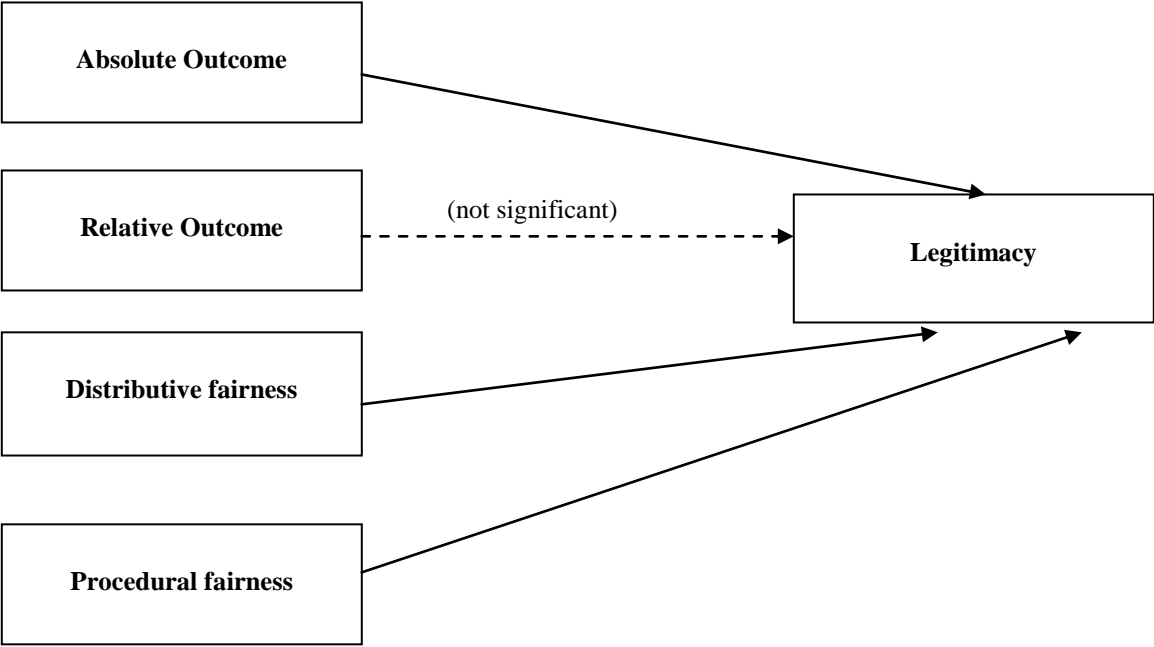 Absolute Outcome
Relative Outcome
(not significant)
Legitimacy
Distributive fairness
Procedural fairness